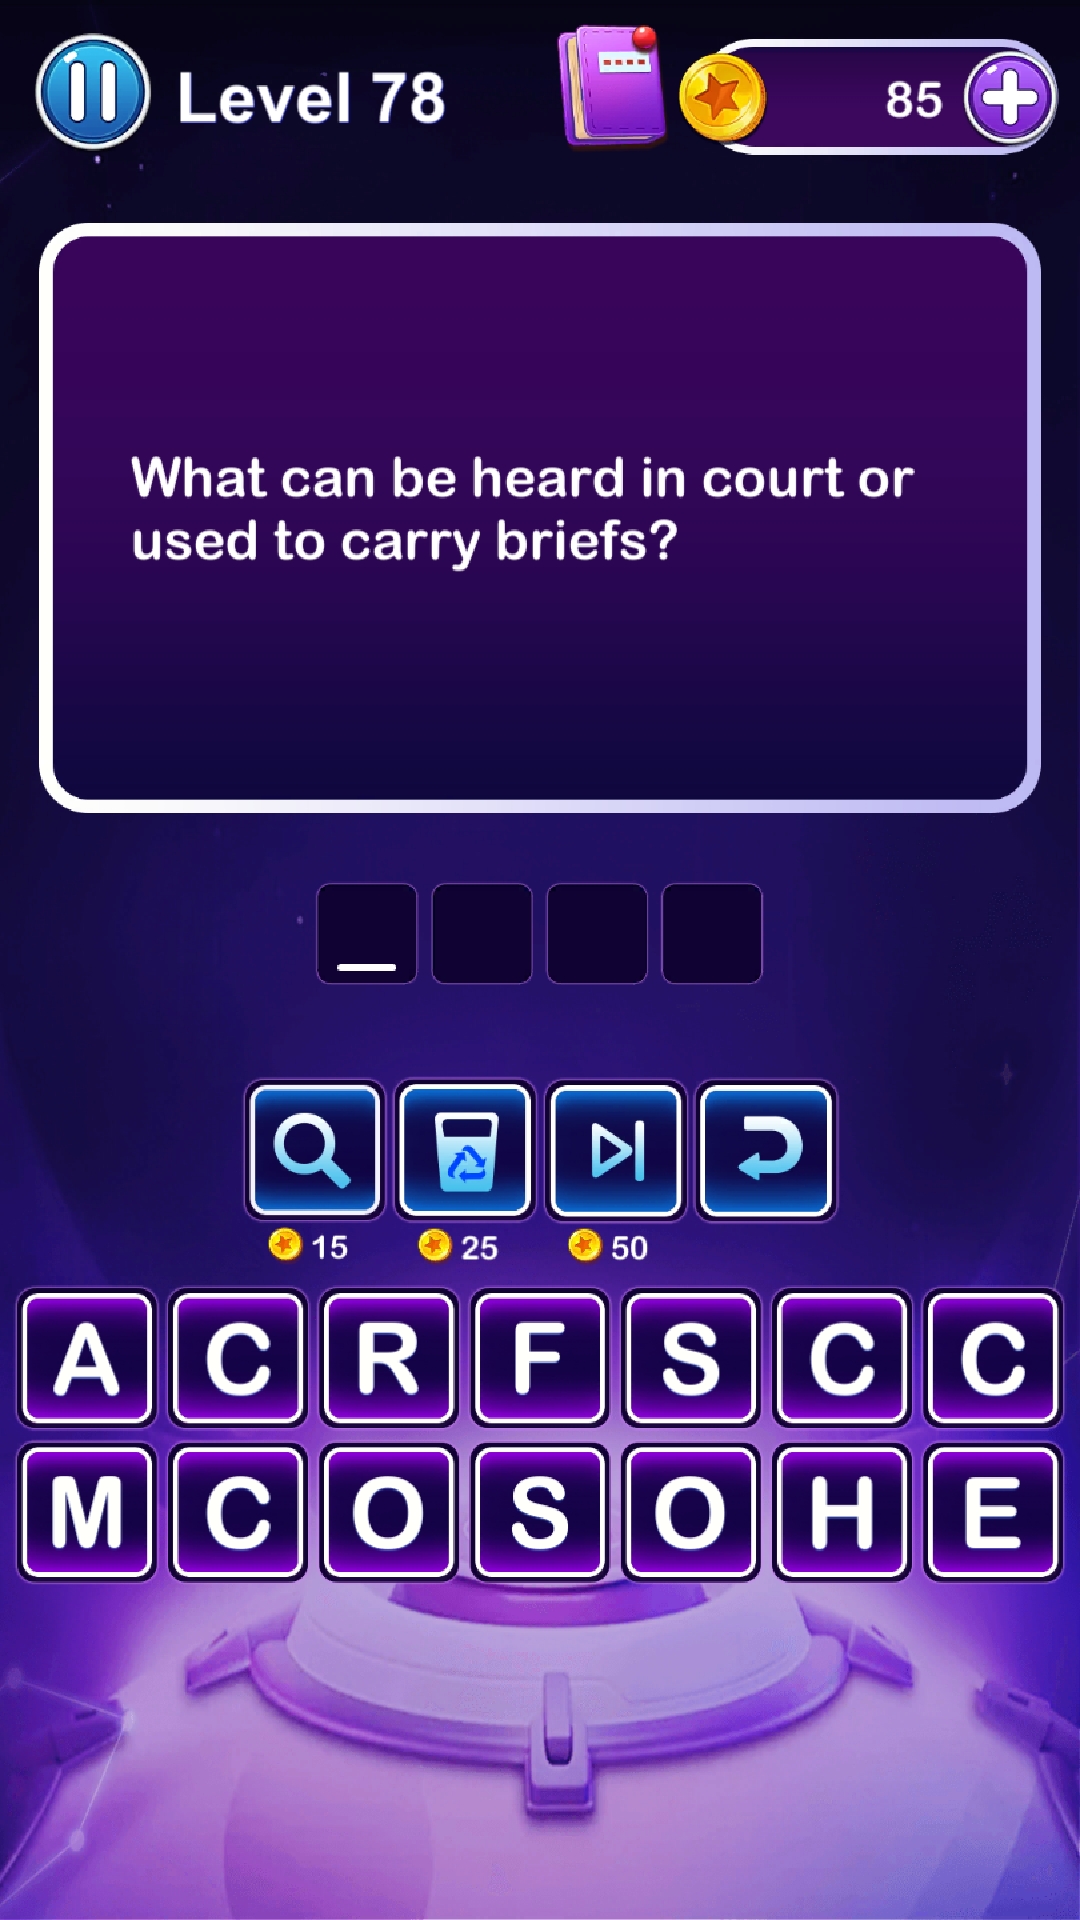 Level 78
85
What can be heard in court or
used to carry briefs?
15 25 50
A C R F S C C
M C O S O H E